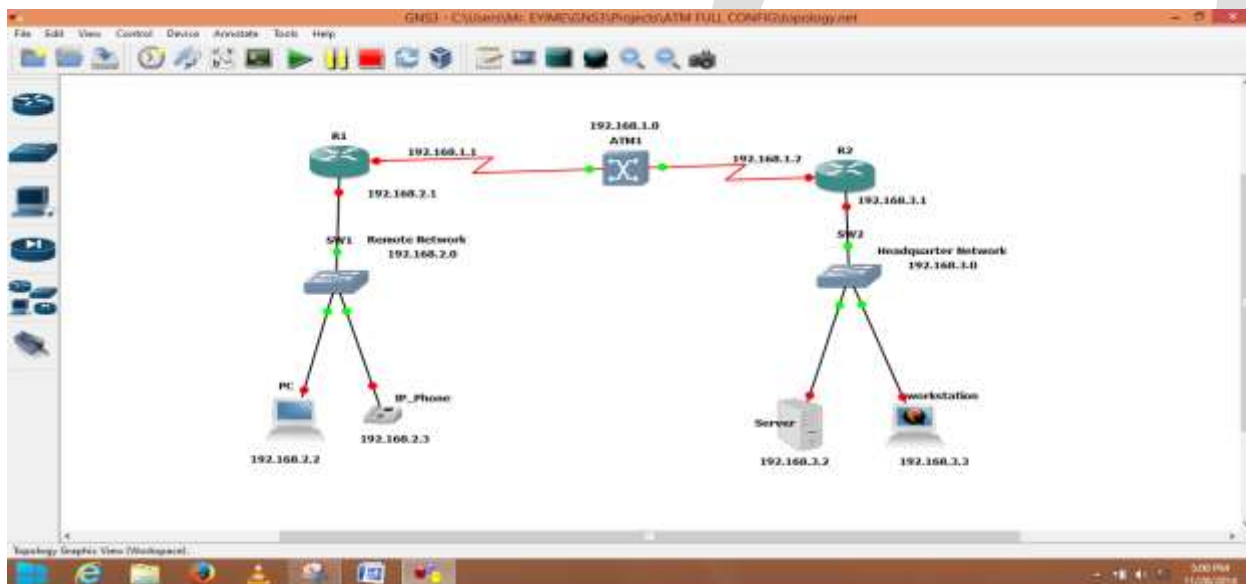 GNS3 - C:\Users\Mr. EYIME\GNS3\Projects\ATM FULL CONFIG\topology.net
File Edit View Control Device Annotate Tools Help
192.168.1.0
ATM1
R1
192.168.1.1
192.168.1.2
R2
192.168.2.1
192.168.3.1
SW1
Remote Network
192.168.2.0
SW2
Headquarter Network
192.168.3.0
PC
IP_Phone
192.168.2.3
192.168.2.2
workstation
Server
192.168.3.2
192.168.3.3
Topology Graphic View (Workspace).
5:00 PM